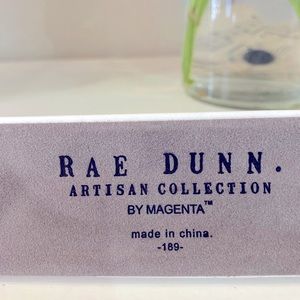 RAE DUNN.
ARTISAN COLLECTION
BY MAGENTA™
made in china.
-189-